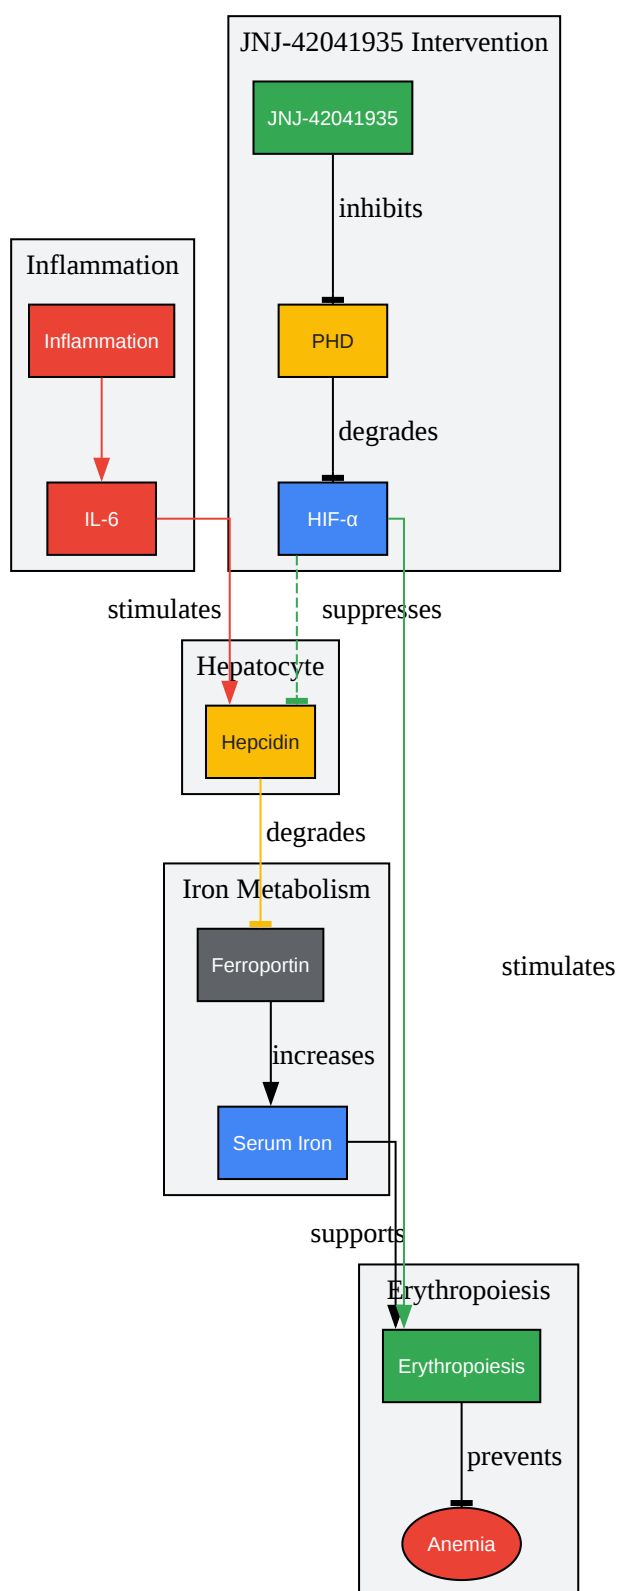 JNJ-42041935 Intervention
JNJ-42041935
inhibits
Inflammation
Inflammation
PHD
degrades
IL-6
HIF-α
stimulates
suppresses
Hepatocyte
Hepcidin
degrades
Iron Metabolism
Ferroportin
stimulates
increases
Serum Iron
supports
Erythropoiesis
Erythropoiesis
prevents
Anemia